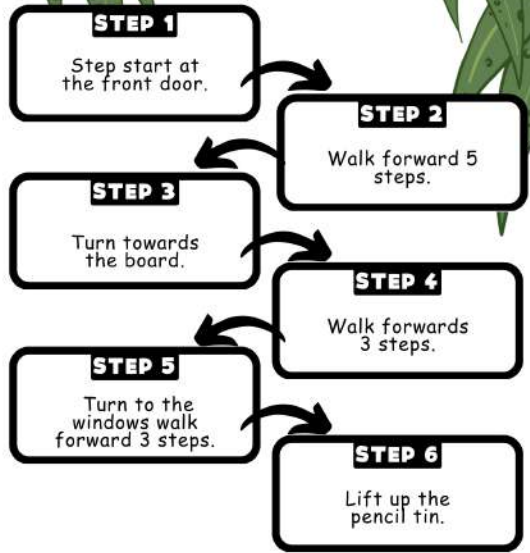 STEP 1
Step start at
the front door.
STEP 2
Walk forward 5
steps.
STEP 3
Turn towards
the board.
STEP 4
Walk forwards
3 steps.
STEP 5
Turn to the
windows walk
forward 3 steps.
STEP 6
Lift up the
pencil tin.